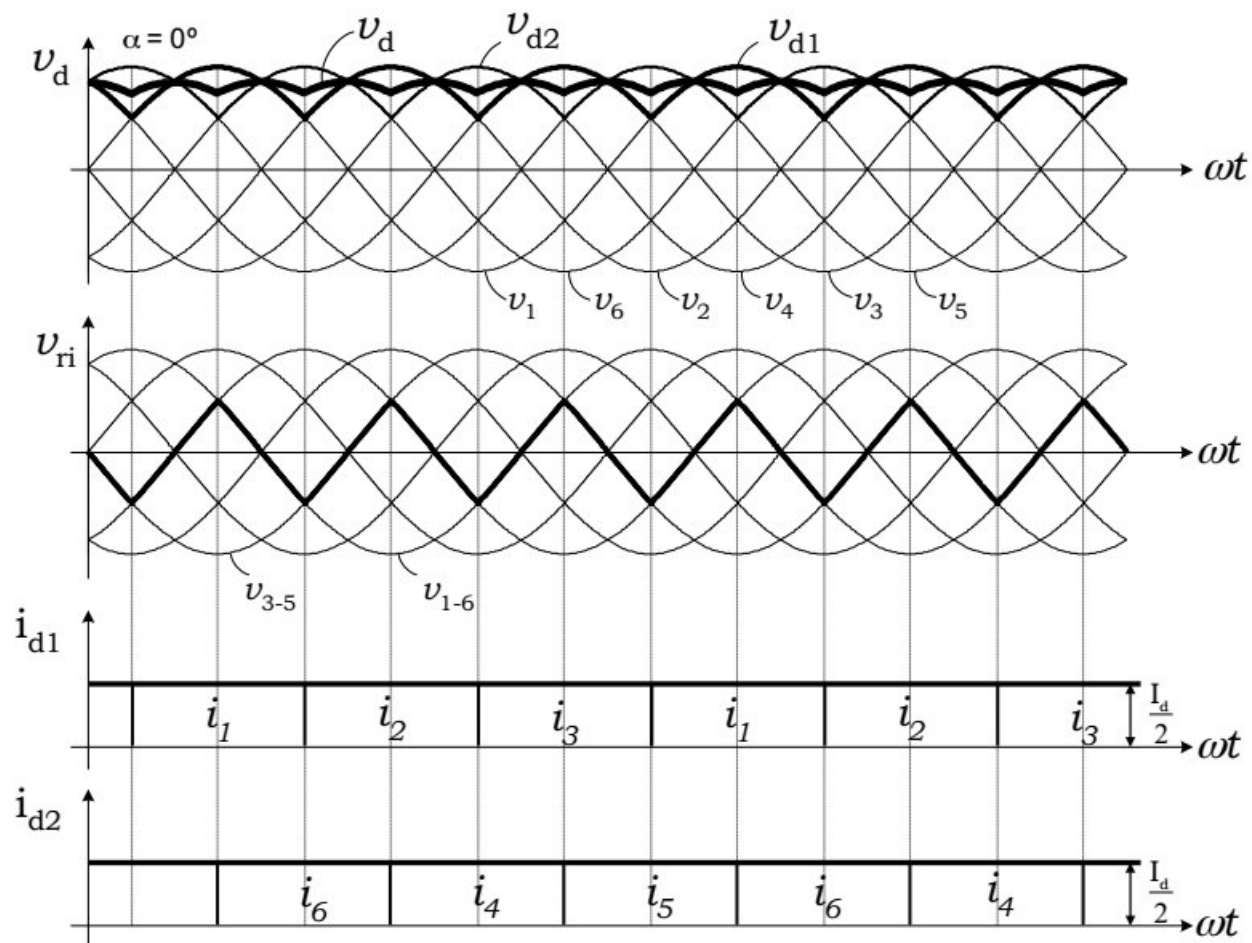 α = 0º
v_d
v_d
v_d2
v_d1
ωt
v_1
v_6
v_2
v_4
v_3
v_5
v_ri
ωt
v_3-5
v_1-6
i_d1
i_1
i_2
i_3
i_1
i_2
i_3
I_d/2
ωt
i_d2
i_6
i_4
i_5
i_6
i_4
I_d/2
ωt